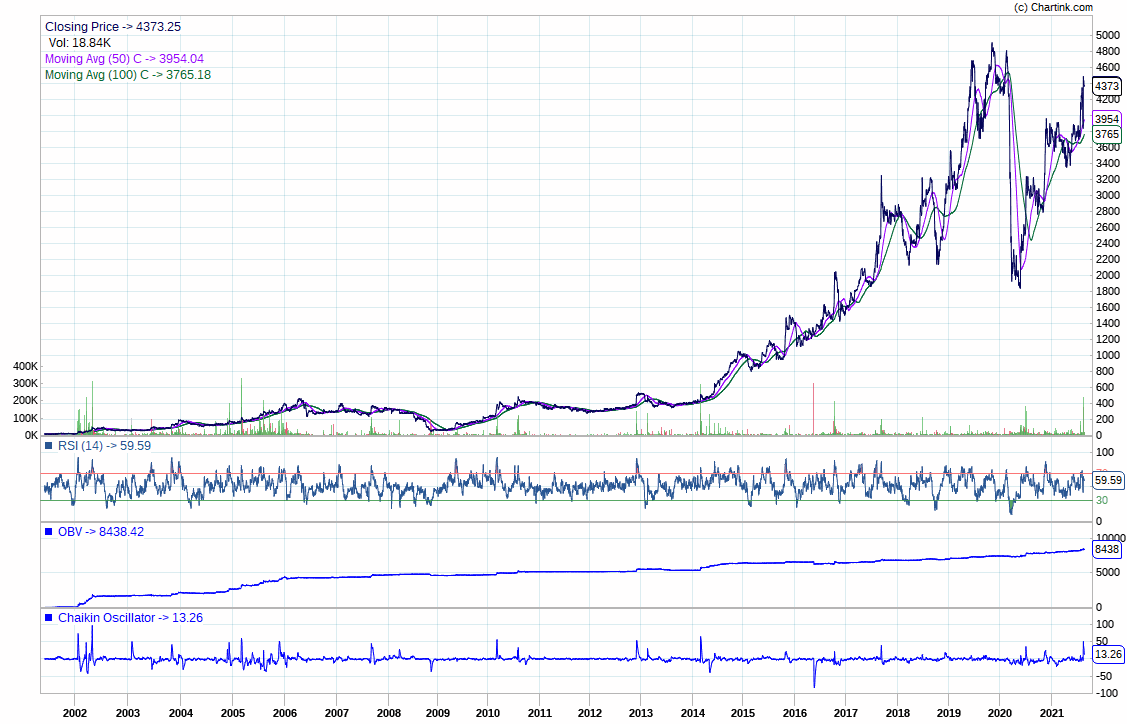 (c) Chartink.com
Closing Price -> 4373.25
Vol: 18.84K
Moving Avg (50) C -> 3954.04
Moving Avg (100) C -> 3765.18
5000
4800
4600
4373
4200
3954
3765
3600
3400
3200
3000
2800
2600
2400
2200
2000
1800
1600
1400
1200
1000
800
600
400
200
0
400K
300K
200K
100K
0K
RSI (14) -> 59.59
100
70
59.59
30
0
OBV -> 8438.42
10000
8438
5000
0
Chaikin Oscillator -> 13.26
100
50
13.26
-50
-100
2002 2003 2004 2005 2006 2007 2008 2009 2010 2011 2012 2013 2014 2015 2016 2017 2018 2019 2020 2021